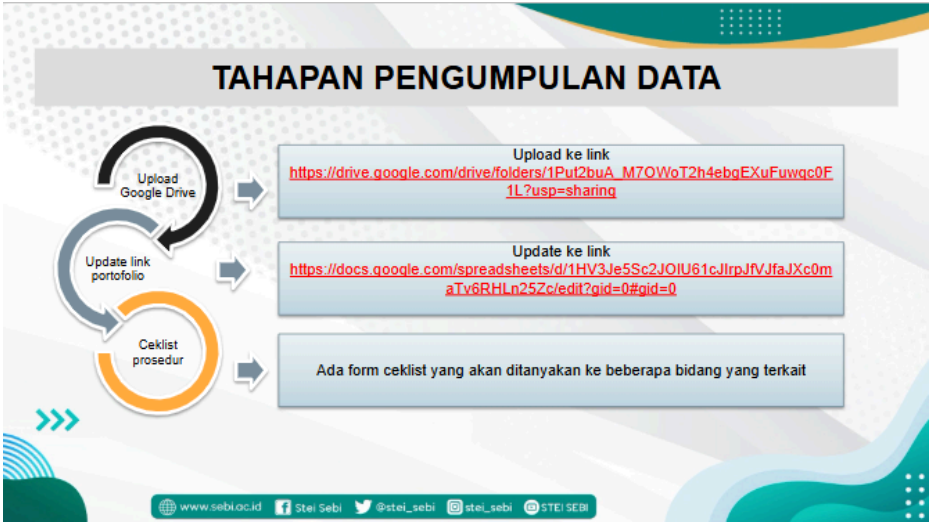 TAHAPAN PENGUMPULAN DATA
Upload
Google Drive
Upload ke link
https://drive.google.com/drive/folders/1Put2buA_M7OWoT2h4ebgEXuFuwqc0F
1L?usp=sharing
Update link
portofolio
Update ke link
https://docs.google.com/spreadsheets/d/1HV3Je5Sc2JOIU61cJIrpJfVJfaJXc0m
aTv6RHLn25Zc/edit?gid=0#gid=0
Ceklist
prosedur
Ada form ceklist yang akan ditanyakan ke beberapa bidang yang terkait
www.sebi.ac.id Stei Sebi @stei_sebi stei_sebi STEI SEBI